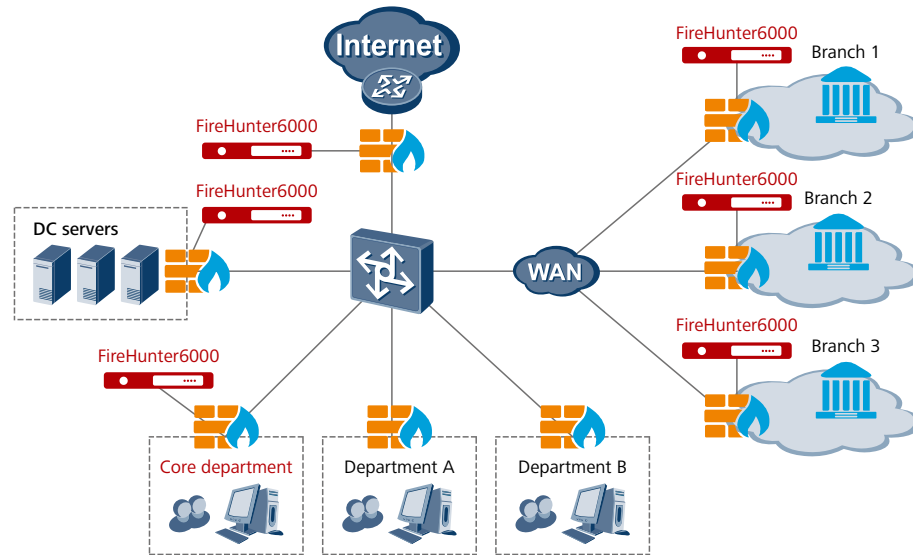 Internet
FireHunter6000
Branch 1
FireHunter6000
FireHunter6000
FireHunter6000
Branch 2
DC servers
WAN
FireHunter6000
Branch 3
FireHunter6000
Core department
Department A
Department B